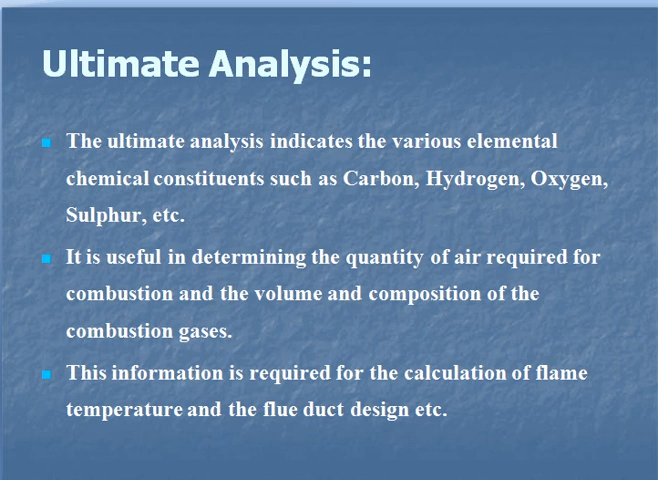 Ultimate Analysis:
The ultimate analysis indicates the various elemental
chemical constituents such as Carbon, Hydrogen, Oxygen,
Sulphur, etc.
It is useful in determining the quantity of air required for
combustion and the volume and composition of the
combustion gases.
This information is required for the calculation of flame
temperature and the flue duct design etc.